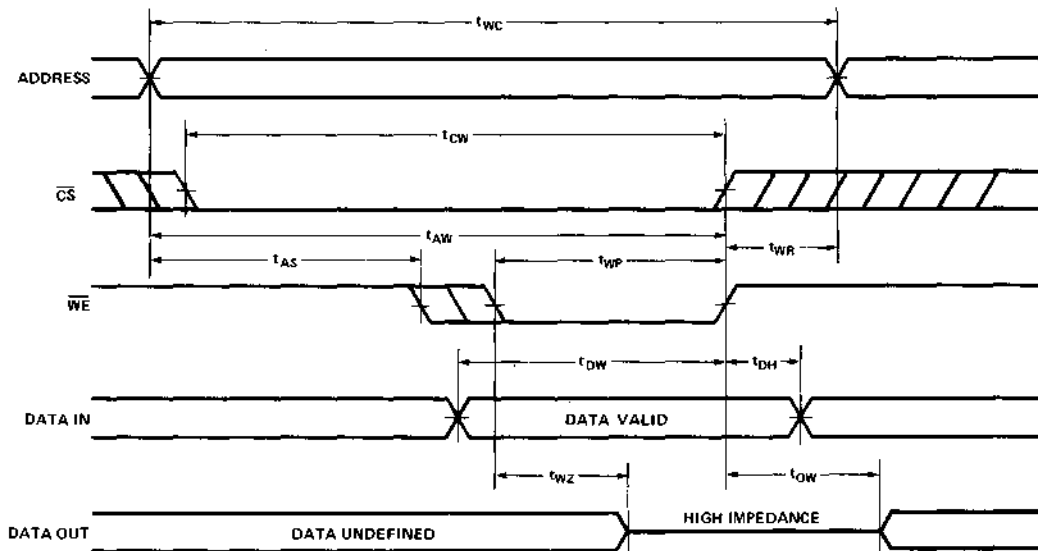 tWC
ADDRESS
tCW
CS
tAW
tAS
tWP
tWR
WE
tDW
tDH
DATA IN
DATA VALID
tWZ
tOW
DATA OUT
DATA UNDEFINED
HIGH IMPEDANCE